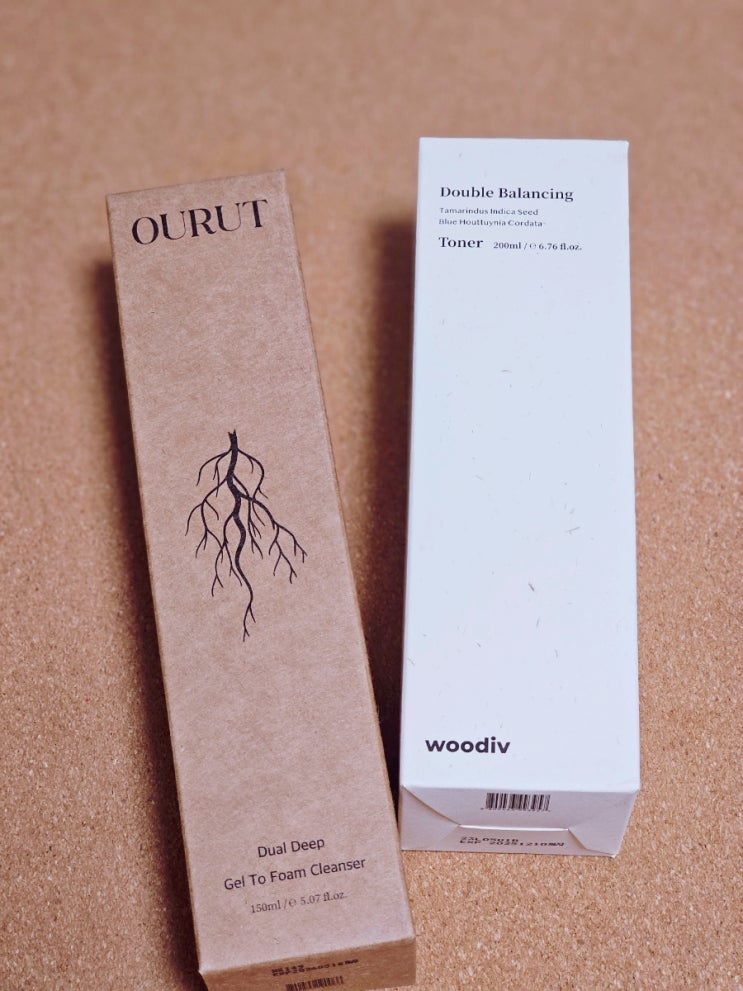 OURUT
Dual Deep
Gel To Foam Cleanser
150ml / ℮ 5.07 fl.oz.
Double Balancing
Tamarindus Indica Seed
Blue Houttuynia Cordata
Toner 200ml / ℮ 6.76 fl.oz.
woodiv